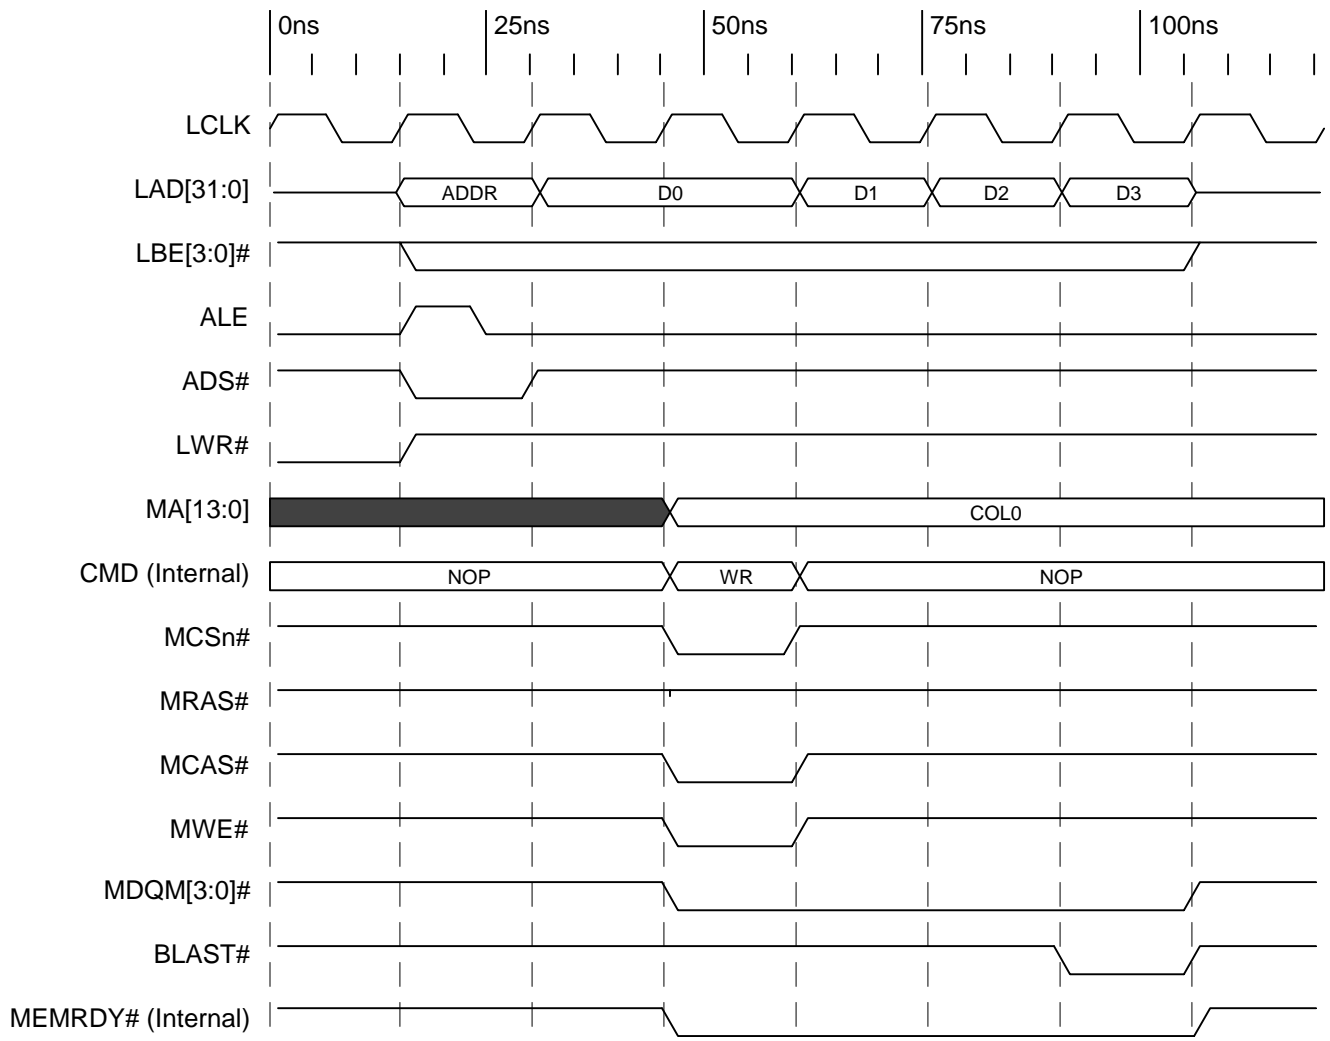 0ns 25ns 50ns 75ns 100ns
LCLK
LAD[31:0] ADDR D0 D1 D2 D3
LBE[3:0]#
ALE
ADS#
LWR#
MA[13:0] COL0
CMD (Internal) NOP WR NOP
MCSn#
MRAS#
MCAS#
MWE#
MDQM[3:0]#
BLAST#
MEMRDY# (Internal)